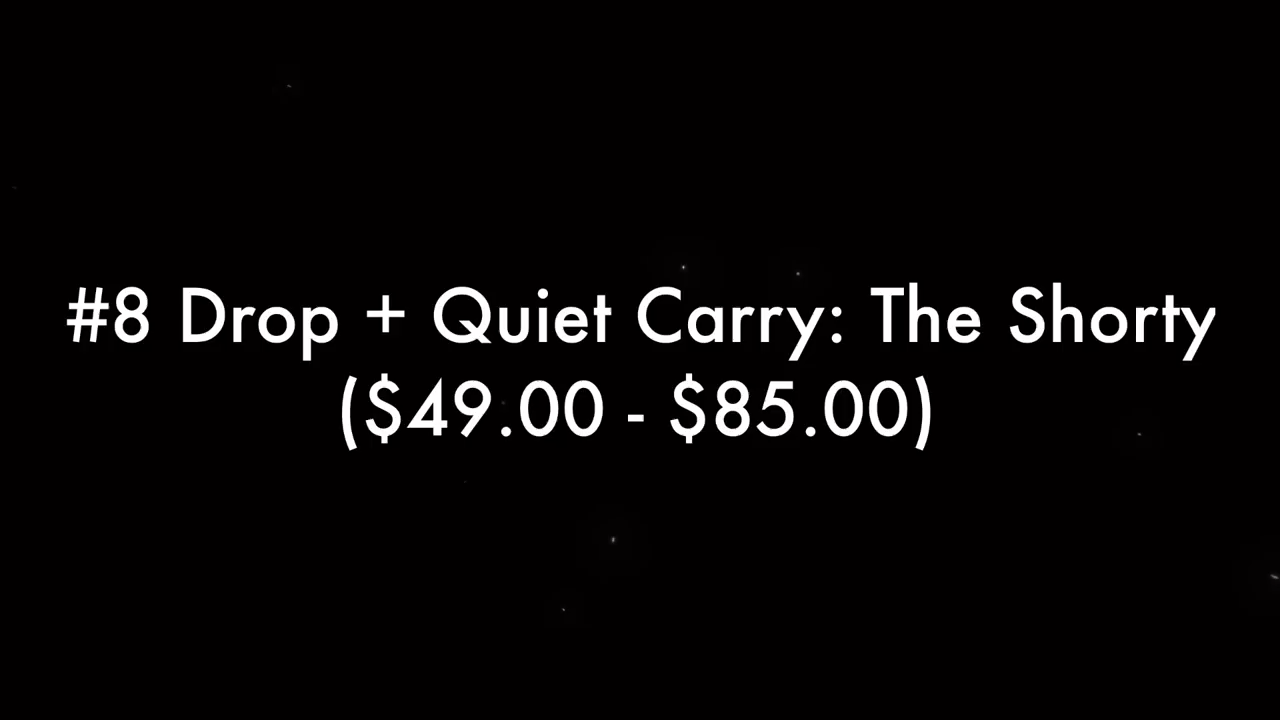 #8 Drop + Quiet Carry: The Shorty
($49.00 - $85.00)